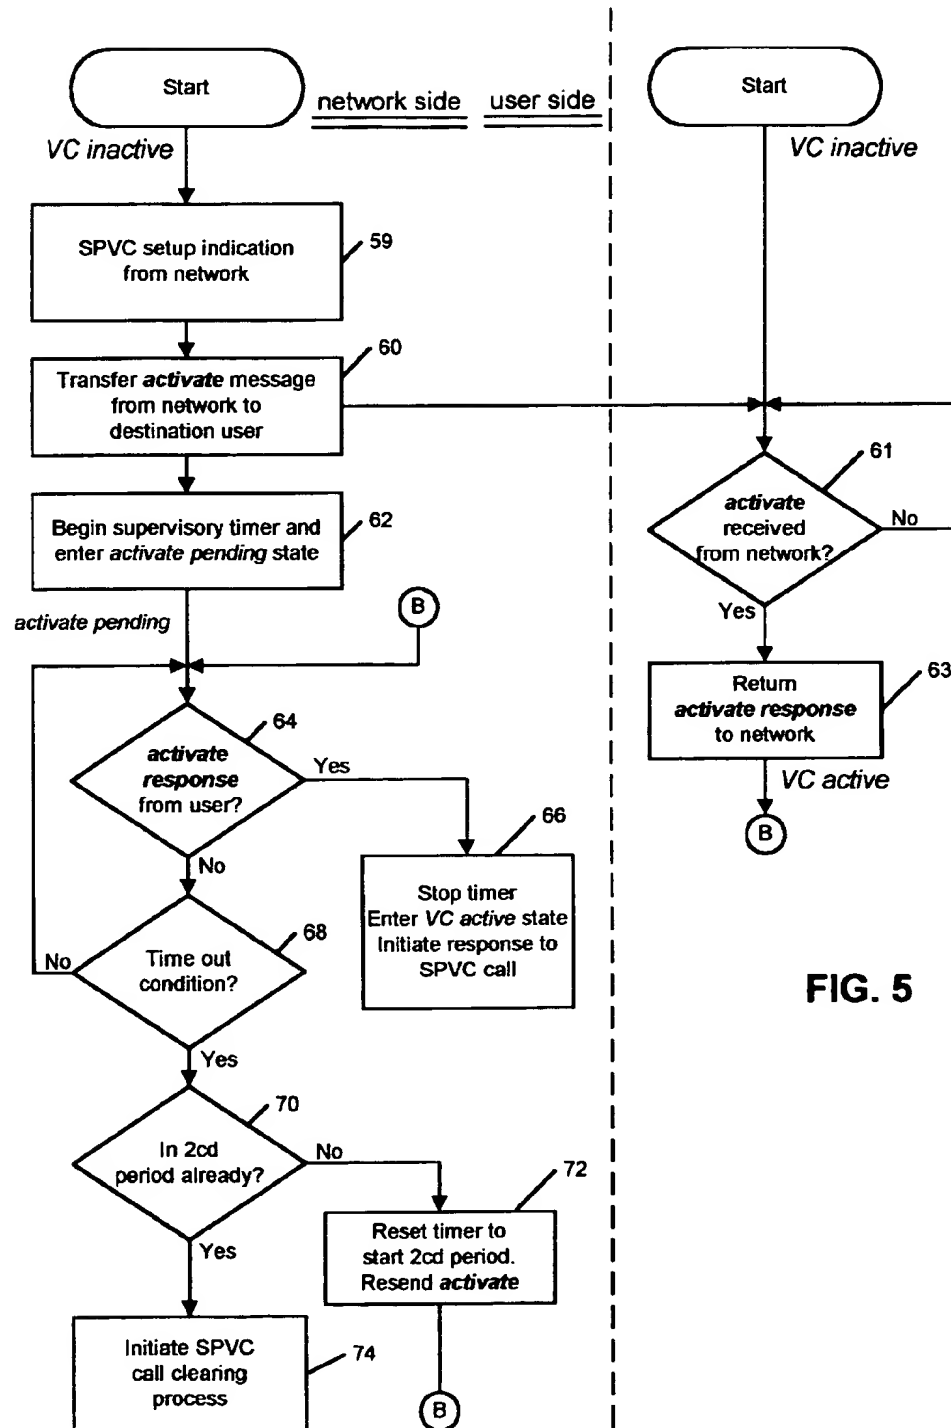 Start
network side
user side
Start
VC inactive
VC inactive
SPVC setup indication
from network
59
60
Transfer activate message
from network to
destination user
61
activate
received
from network?
No
Yes
62
Begin supervisory timer and
enter activate pending state
activate pending
B
63
Return
activate response
to network
VC active
B
64
activate
response
from user?
Yes
No
66
Stop timer
Enter VC active state
Initiate response to
SPVC call
68
Time out
condition?
No
Yes
FIG. 5
70
In 2cd
period already?
No
Yes
72
Reset timer to
start 2cd period.
Resend activate
B
Initiate SPVC
call clearing
process
74